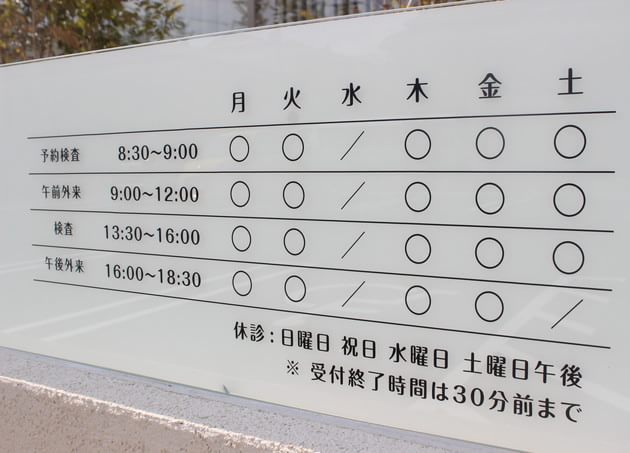 月 火 水 木 金 土
予約検査 8:30〜9:00 ○ ○ ／ ○ ○ ○
午前外来 9:00〜12:00 ○ ○ ／ ○ ○ ○
検査 13:30〜16:00 ○ ○ ／ ○ ○ ○
午後外来 16:00〜18:30 ○ ○ ／ ○ ○ ／
休診：日曜日 祝日 水曜日 土曜日午後
※ 受付終了時間は30分前まで